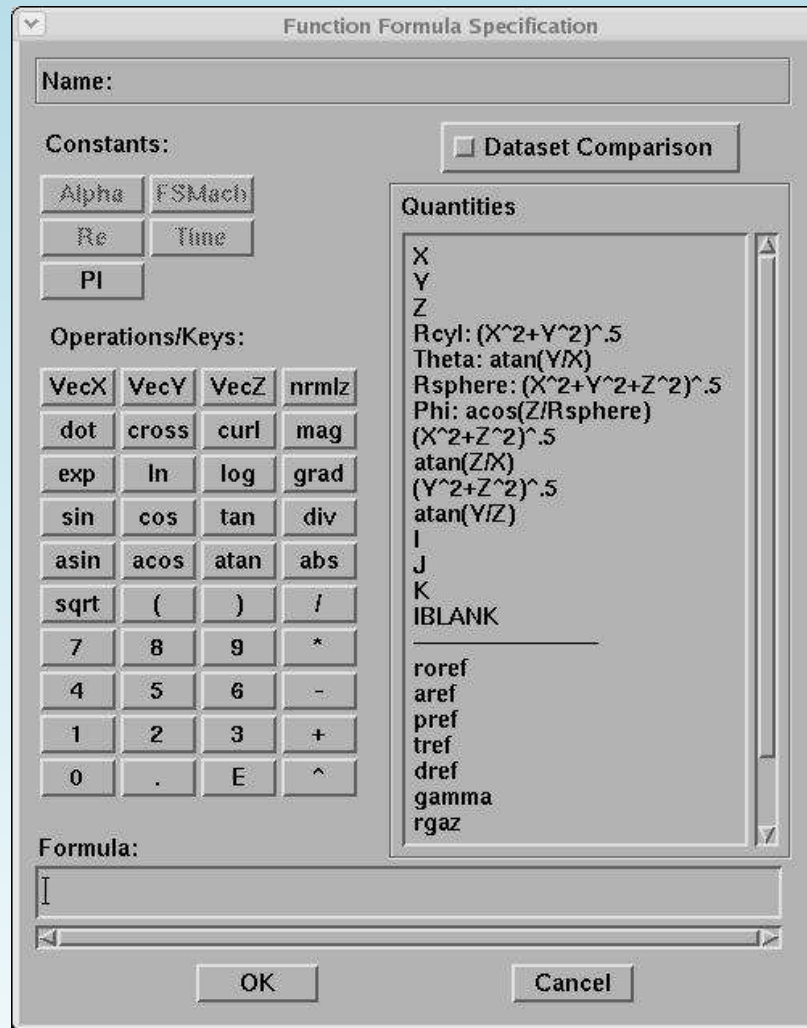 Function Formula Specification
Name:
Constants:
Alpha FSMach
Re Time
PI
Operations/Keys:
VecX VecY VecZ nrmlz
dot cross curl mag
exp ln log grad
sin cos tan div
asin acos atan abs
sqrt ( ) /
7 8 9 *
4 5 6 -
1 2 3 +
0 . E ^
Dataset Comparison
Quantities
X
Y
Z
Rcyl: (X^2+Y^2)^.5
Theta: atan(Y/X)
Rsphere: (X^2+Y^2+Z^2)^.5
Phi: acos(Z/Rsphere)
(X^2+Z^2)^.5
atan(Z/X)
(Y^2+Z^2)^.5
atan(Y/Z)
I
J
K
IBLANK
roref
aref
pref
tref
dref
gamma
rgaz
Formula:
OK Cancel